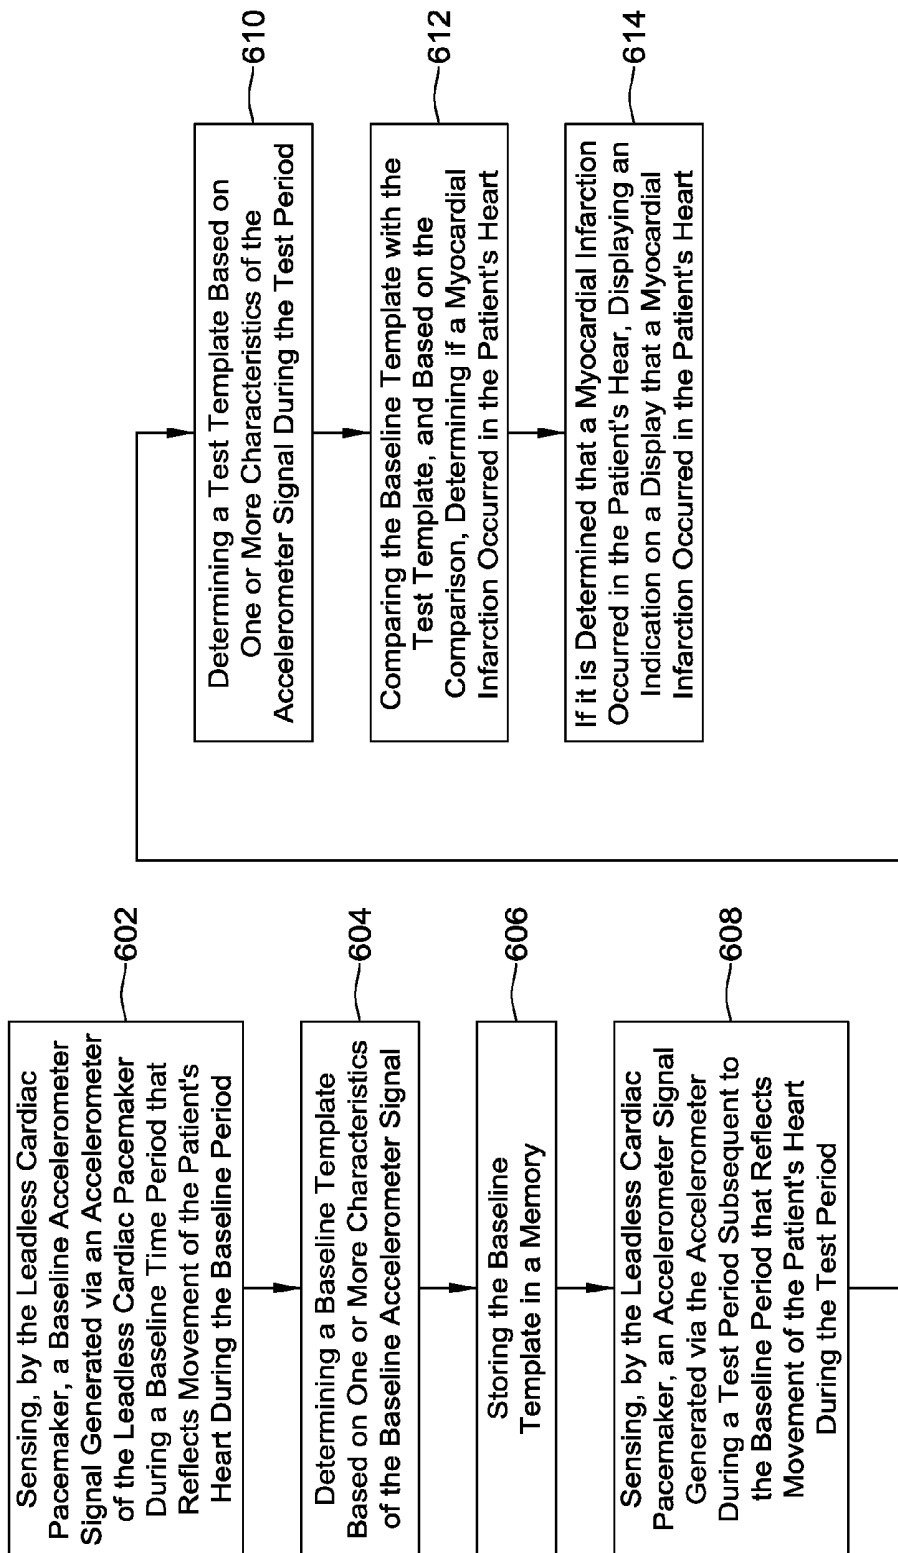 Sensing, by the Leadless Cardiac
Pacemaker, a Baseline Accelerometer
Signal Generated via an Accelerometer
of the Leadless Cardiac Pacemaker
During a Baseline Time Period that
Reflects Movement of the Patient's
Heart During the Baseline Period
602
Determining a Baseline Template
Based on One or More Characteristics
of the Baseline Accelerometer Signal
604
Storing the Baseline
Template in a Memory
606
Sensing, by the Leadless Cardiac
Pacemaker, an Accelerometer Signal
Generated via the Accelerometer
During a Test Period Subsequent to
the Baseline Period that Reflects
Movement of the Patient's Heart
During the Test Period
608
Determining a Test Template Based on
One or More Characteristics of the
Accelerometer Signal During the Test Period
610
Comparing the Baseline Template with the
Test Template, and Based on the
Comparison, Determining if a Myocardial
Infarction Occurred in the Patient's Heart
612
If it is Determined that a Myocardial Infarction
Occurred in the Patient's Hear, Displaying an
Indication on a Display that a Myocardial
Infarction Occurred in the Patient's Heart
614